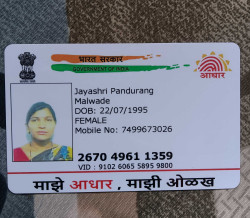 भारत सरकार
GOVERNMENT OF INDIA
आधार
Jayashri Pandurang
Malwade
DOB: 22/07/1995
FEMALE
Mobile No: 7499673026
2670 4961 1359
VID : 9102 6065 5895 9800
माझे आधार , माझी ओळख